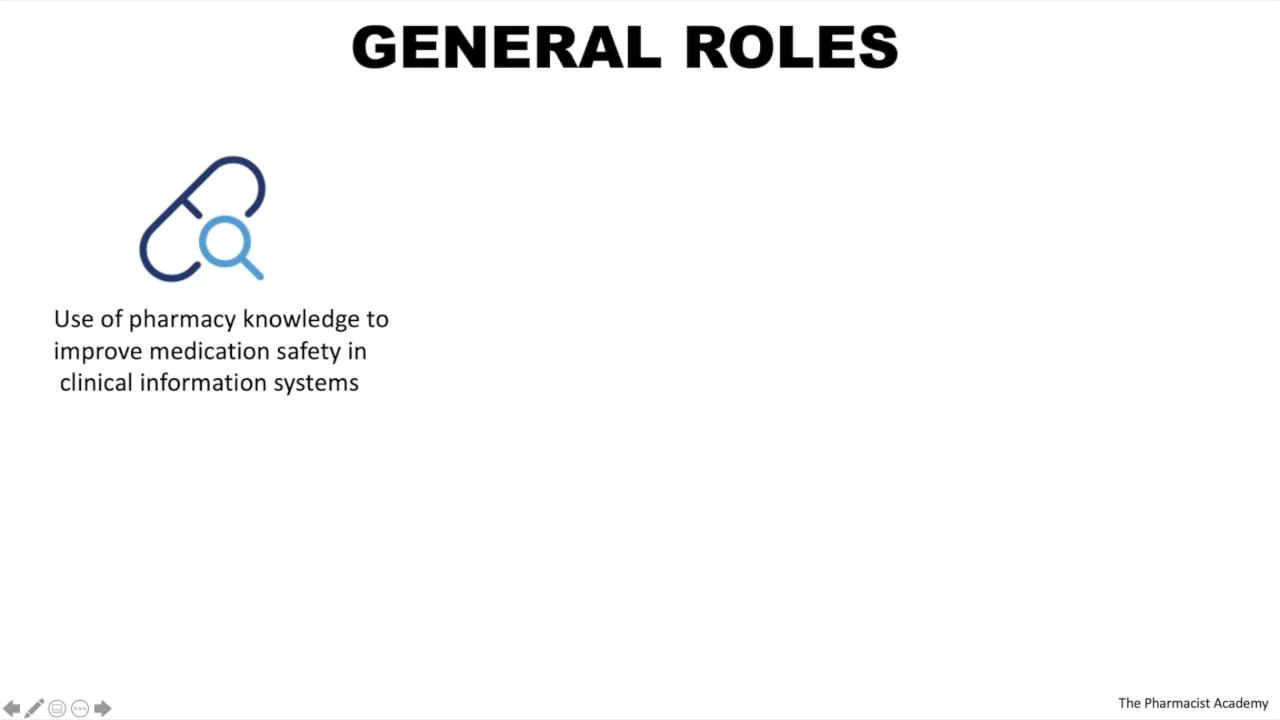 GENERAL ROLES
Use of pharmacy knowledge to
improve medication safety in
clinical information systems
The Pharmacist Academy